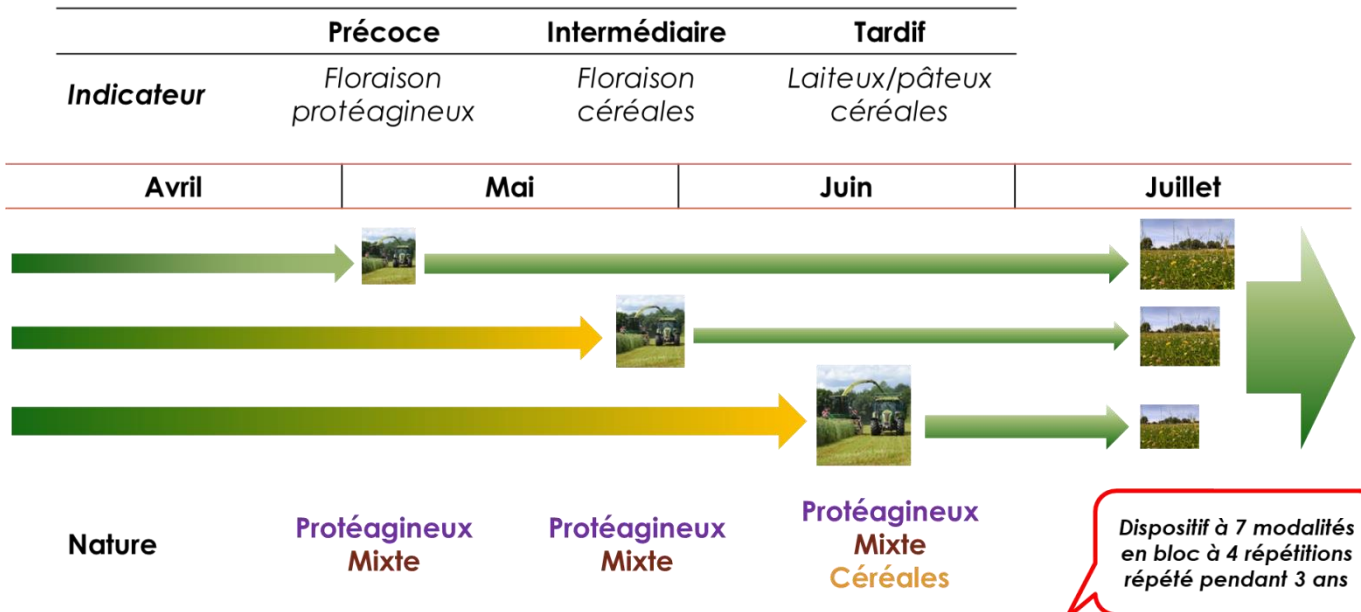 Précoce Intermédiaire Tardif
Indicateur
Floraison
protéagineux
Floraison
céréales
Laiteux/pâteux
céréales
Avril Mai Juin Juillet
Nature
Protéagineux
Mixte
Protéagineux
Mixte
Protéagineux
Mixte
Céréales
Dispositif à 7 modalités
en bloc à 4 répétitions
répété pendant 3 ans